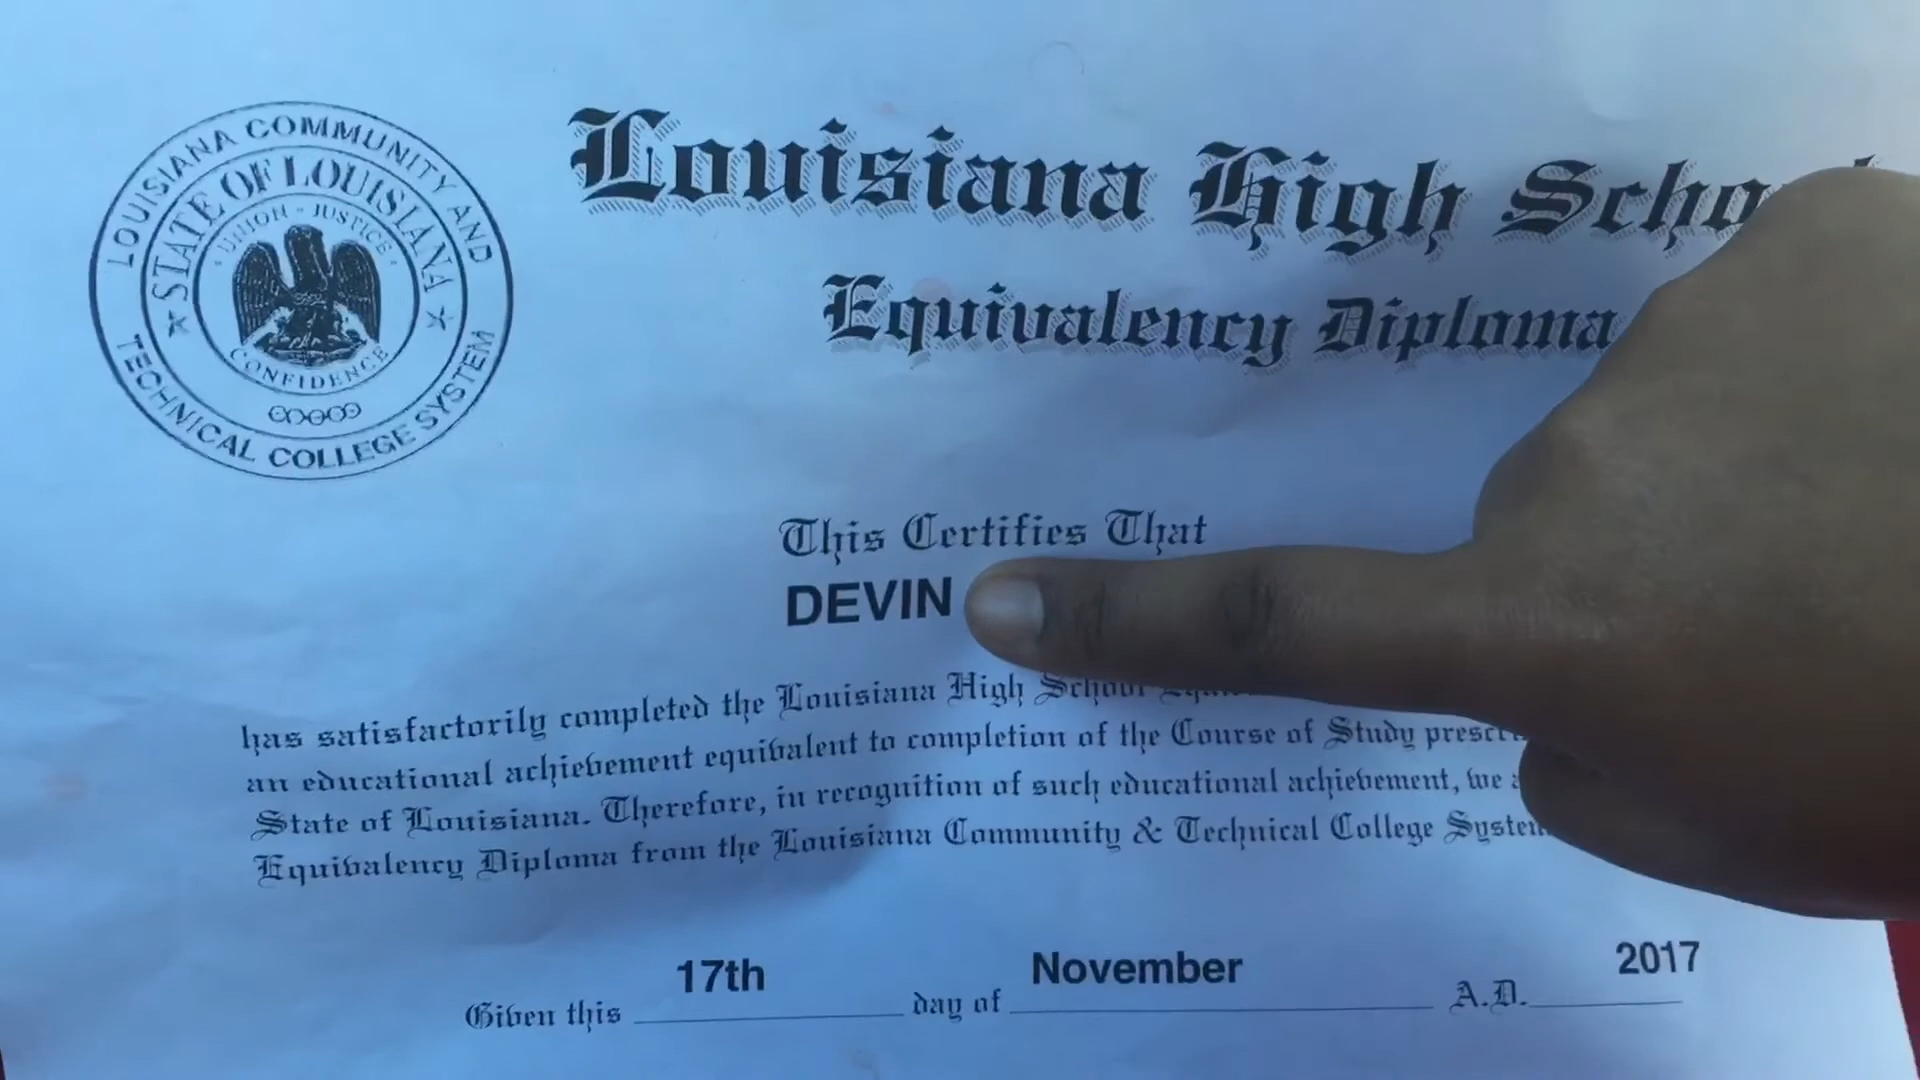 LOUISIANA COMMUNITY AND
TECHNICAL COLLEGE SYSTEM
STATE OF LOUISIANA
UNION - JUSTICE
CONFIDENCE
Louisiana High
Equivalency Diploma
This Certifies That
DEVIN
has satisfactorily completed the Louisiana High School
an educational achievement equivalent to completion of the Course of Study
State of Louisiana. Therefore, in recognition of such educational achievement, we
Equivalency Diploma from the Louisiana Community & Technical College
17th November 2017
Given this day of A.D.